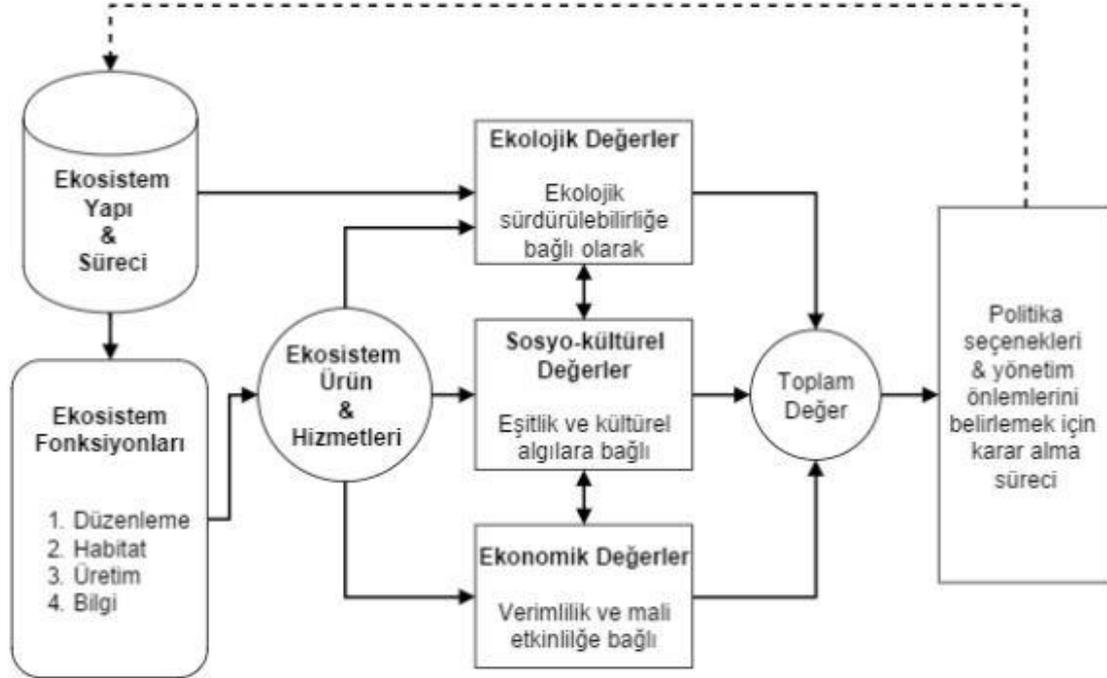 Ekosistem
Yapı
&
Süreci
Ekosistem
Fonksiyonları
1. Düzenleme
2. Habitat
3. Üretim
4. Bilgi
Ekosistem
Ürün
&
Hizmetleri
Ekolojik Değerler
Ekolojik
sürdürülebilirliğe
bağlı olarak
Sosyo-kültürel
Değerler
Eşitlik ve kültürel
algılara bağlı
Ekonomik Değerler
Verimlilik ve mali
etkinlilğe bağlı
Toplam
Değer
Politika
seçenekleri
& yönetim
önlemlerini
belirlemek için
karar alma
süreci